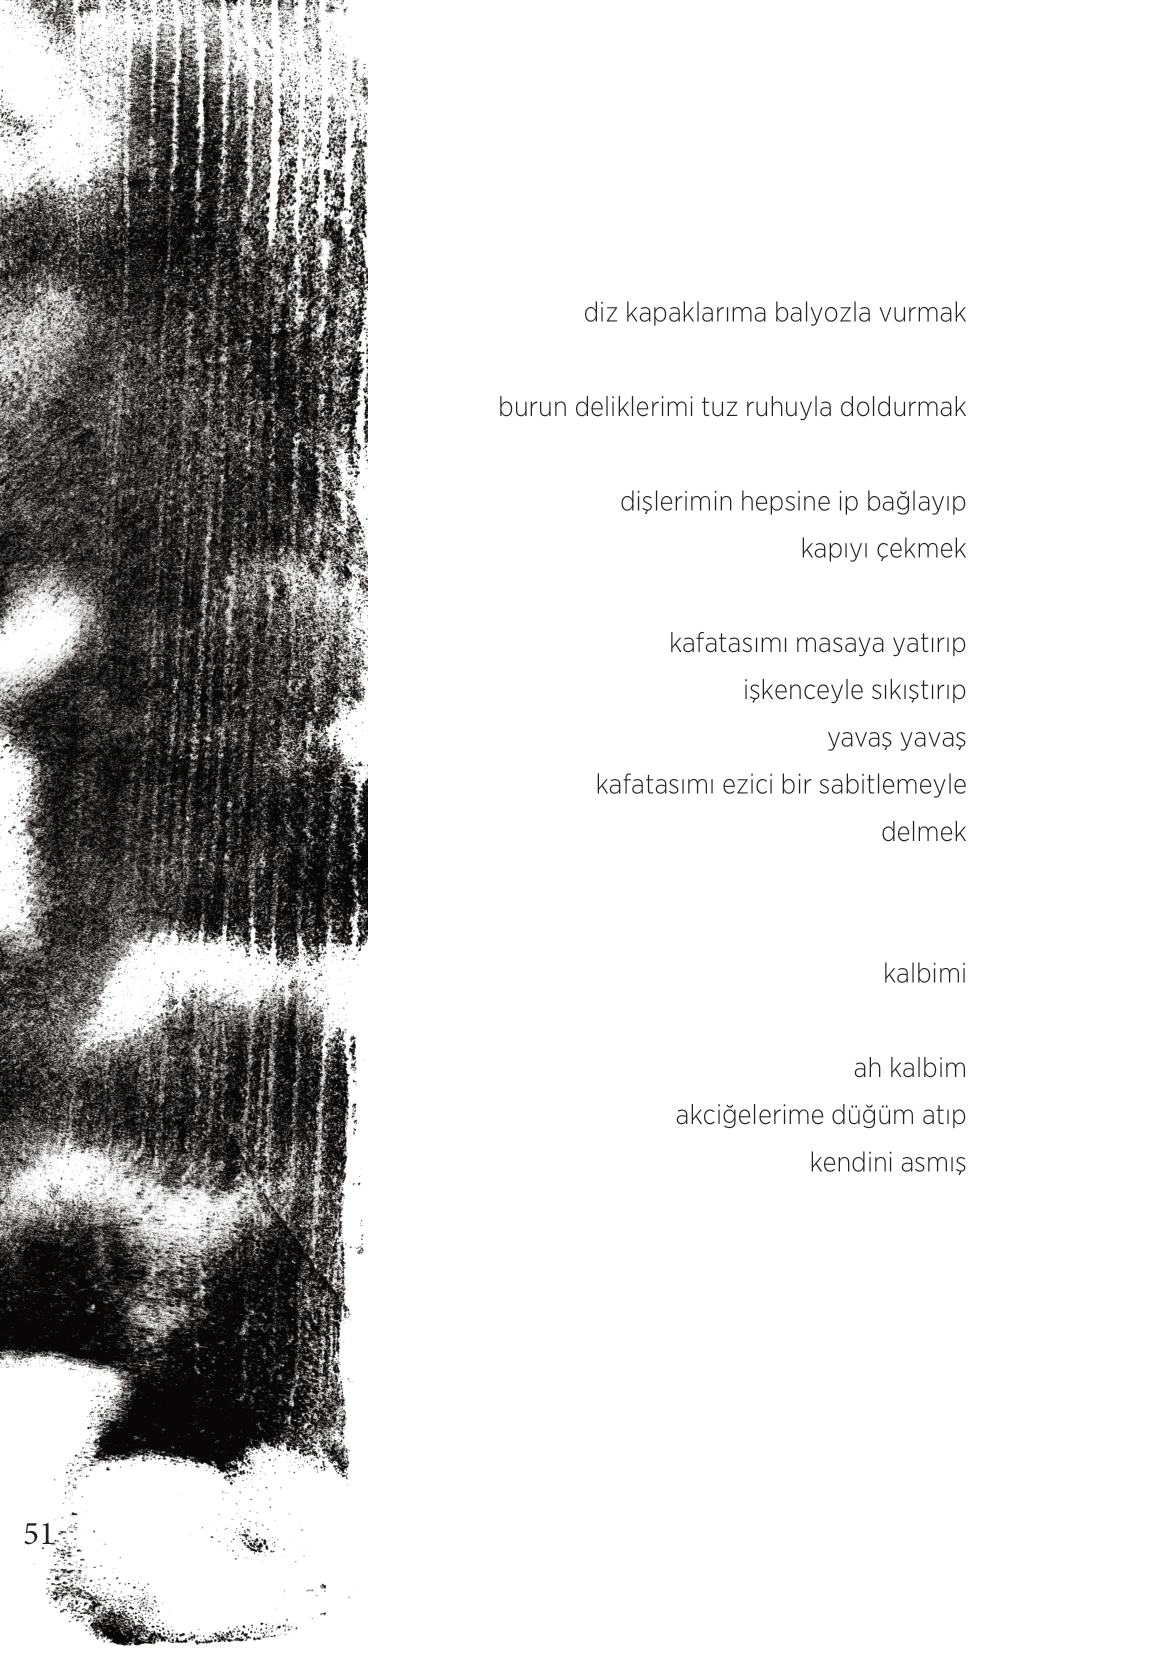 diz kapaklarıma balyozla vurmak
burun deliklerimi tuz ruhuyla doldurmak
dişlerimin hepsine ip bağlayıp
kapıyı çekmek
kafatasımı masaya yatırıp
işkenceyle sıkıştırıp
yavaş yavaş
kafatasımı ezici bir sabitlemeyle
delmek
kalbimi
ah kalbim
akciğelerime düğüm atıp
kendini asmış
51